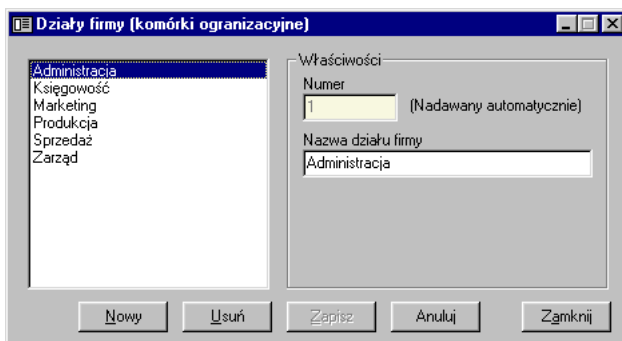 Działy firmy (komórki ogranizacyjne)
Administracja
Księgowość
Marketing
Produkcja
Sprzedaż
Zarząd
Właściwości
Numer
1 (Nadawany automatycznie)
Nazwa działu firmy
Administracja
Nowy Usuń Zapisz Anuluj Zamknij